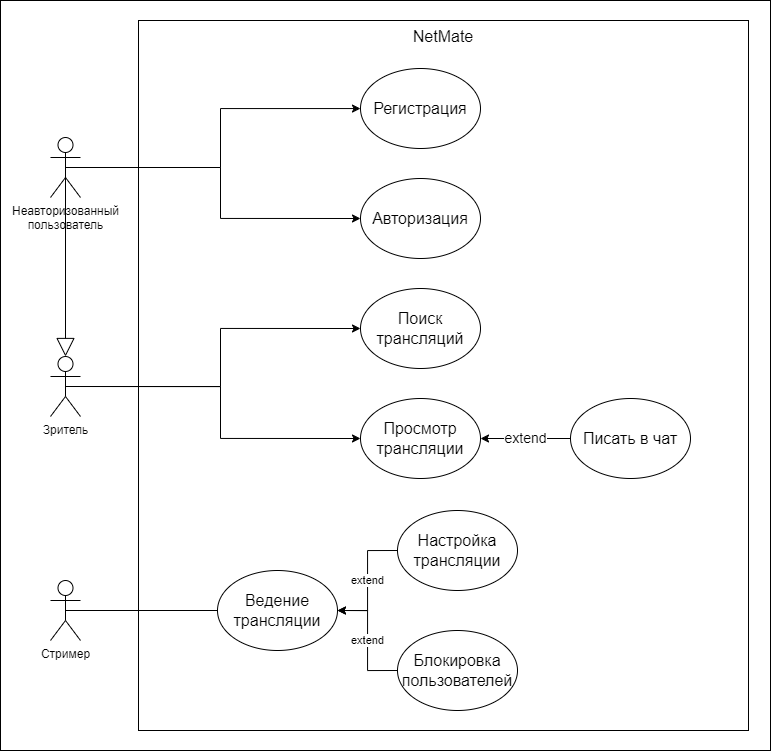 NetMate
Регистрация
Неавторизованный
пользователь
Авторизация
Поиск
трансляций
Зритель
Просмотр
трансляции
extend
Писать в чат
Настройка
трансляции
extend
Ведение
трансляции
Стример
extend
Блокировка
пользователей